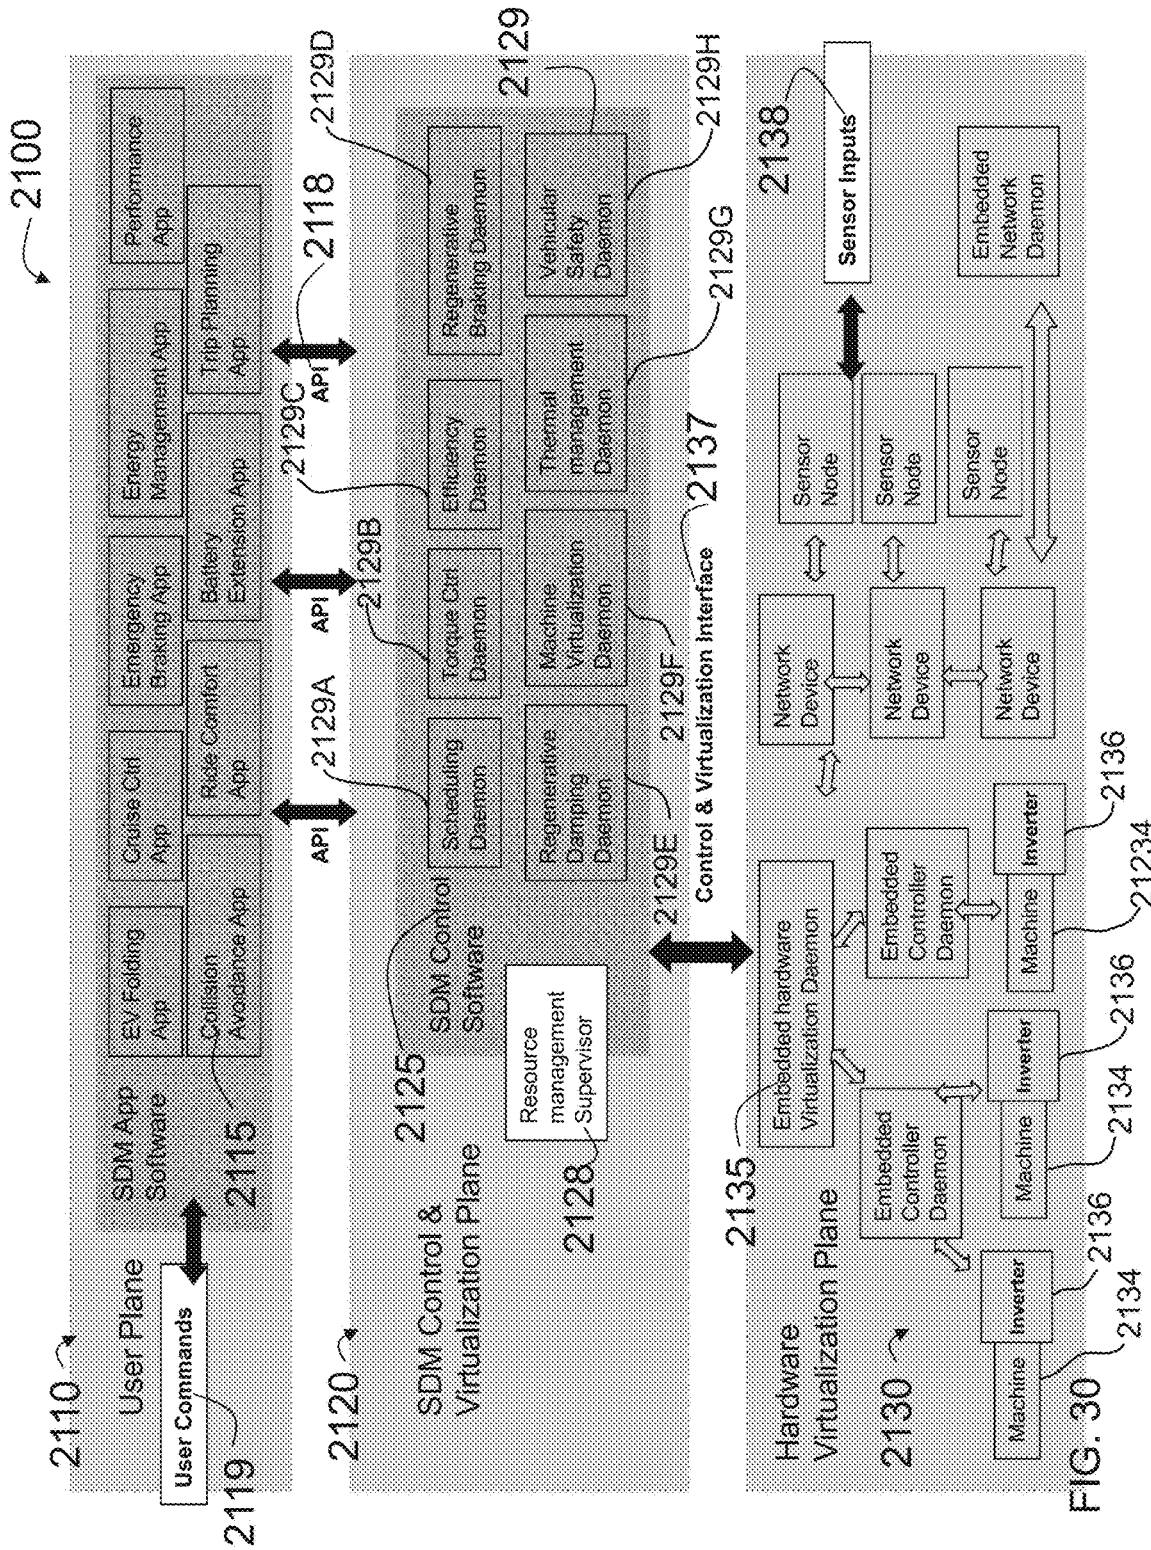 2100
2110
User Plane
User Commands
2119
SDM App
Software
2115
EV Folding
App
Cruise Ctrl
App
Emergency
Braking App
Energy
Management App
Performance
App
Collision
Avoidance App
Ride Comfort
App
Battery
Extension App
Trip Planning
App
API
API
API
2118
2120
SDM Control &
Virtualization Plane
2125
SDM Control
Software
2128
Resource
management
Supervisor
2129A
2129B
2129C
2129D
2129
Scheduling
Daemon
Torque Ctrl
Daemon
Efficiency
Daemon
Regenerative
Braking Daemon
Regenerative
Damping
Daemon
Machine
Virtualization
Daemon
Thermal
management
Daemon
Vehicular
Safety
Daemon
2129E
2129F
2129G
2129H
Control & Virtualization Interface
2137
2138
Hardware
Virtualization Plane
2130
2135
Embedded hardware
Virtualization Daemon
Embedded
Controller
Daemon
Embedded
Controller
Daemon
Network
Device
Network
Device
Network
Device
Sensor
Node
Sensor
Node
Sensor
Node
Sensor Inputs
Embedded
Network
Daemon
Machine
Inverter
Machine
Inverter
Machine
Inverter
2134
2136
2134
2136
21234
2136
FIG. 30